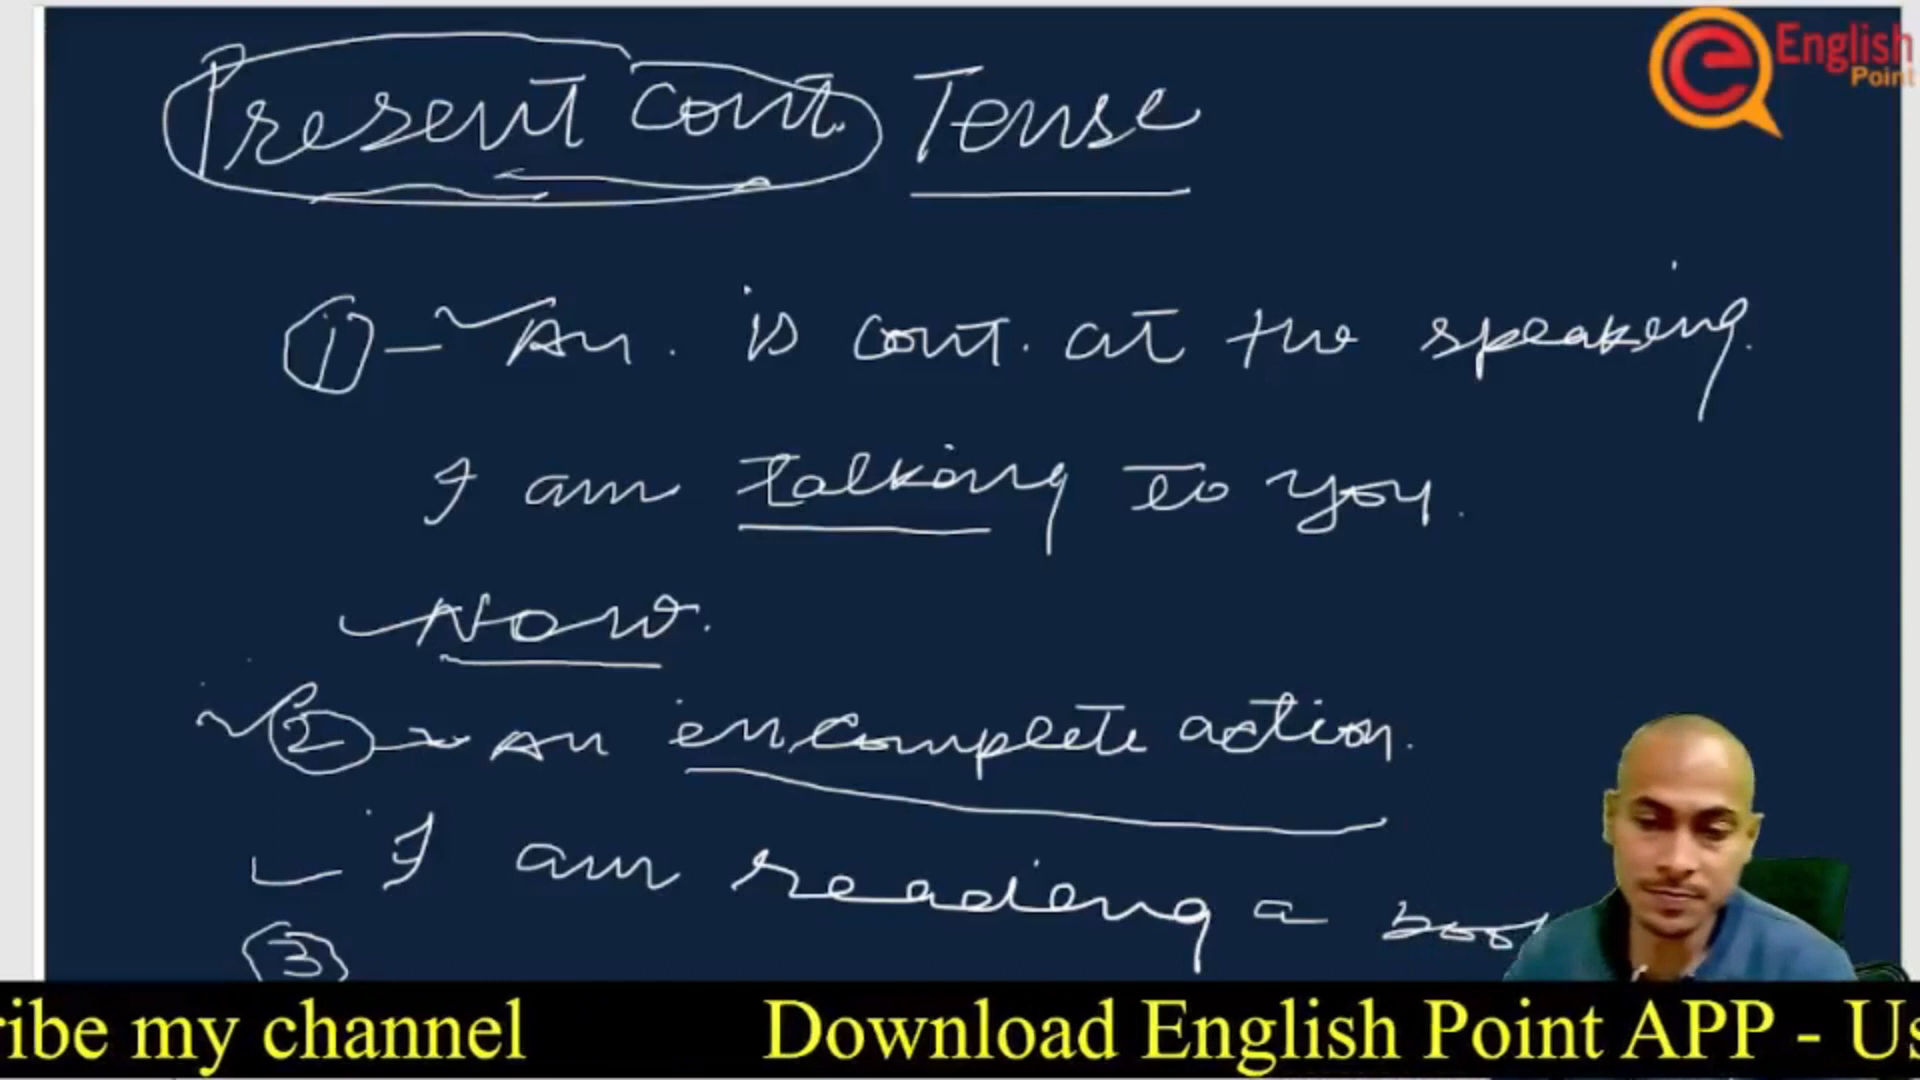 Present Cont. Tense
English
Point
① - An. is cont. at the speaking.
I am talking to you.
Now.
② - An incomplete action.
I am reading a boo
③
ribe my channel Download English Point APP - Us